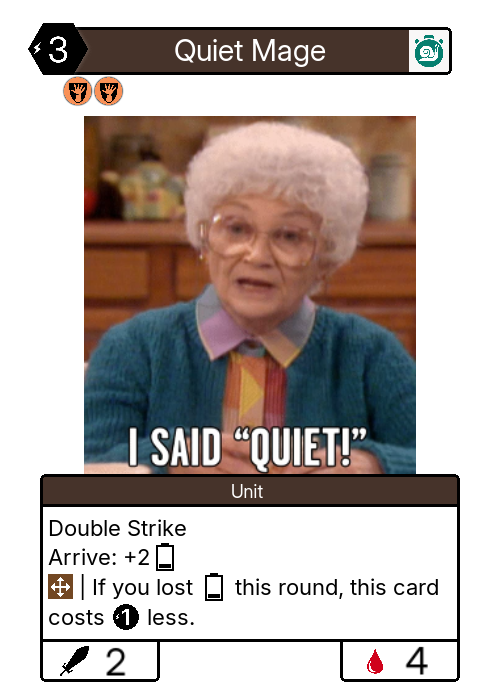 3 Quiet Mage
I SAID “QUIET!”
Unit
Double Strike
Arrive: +2
| If you lost this round, this card
costs 1 less.
2 4